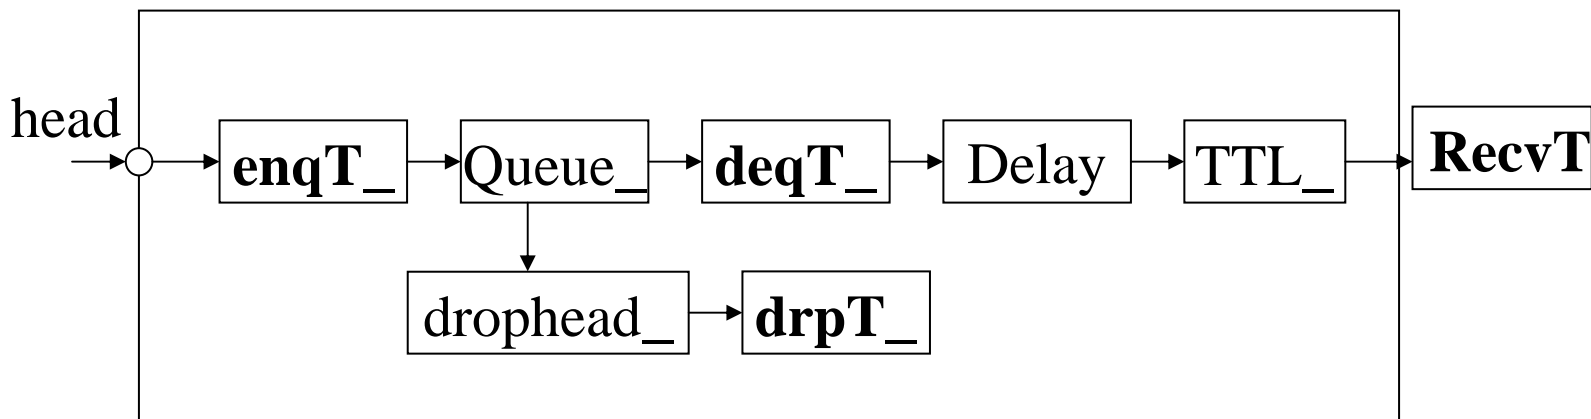 head
enqT_
Queue_
deqT_
Delay
TTL_
RecvT
drophead_
drpT_